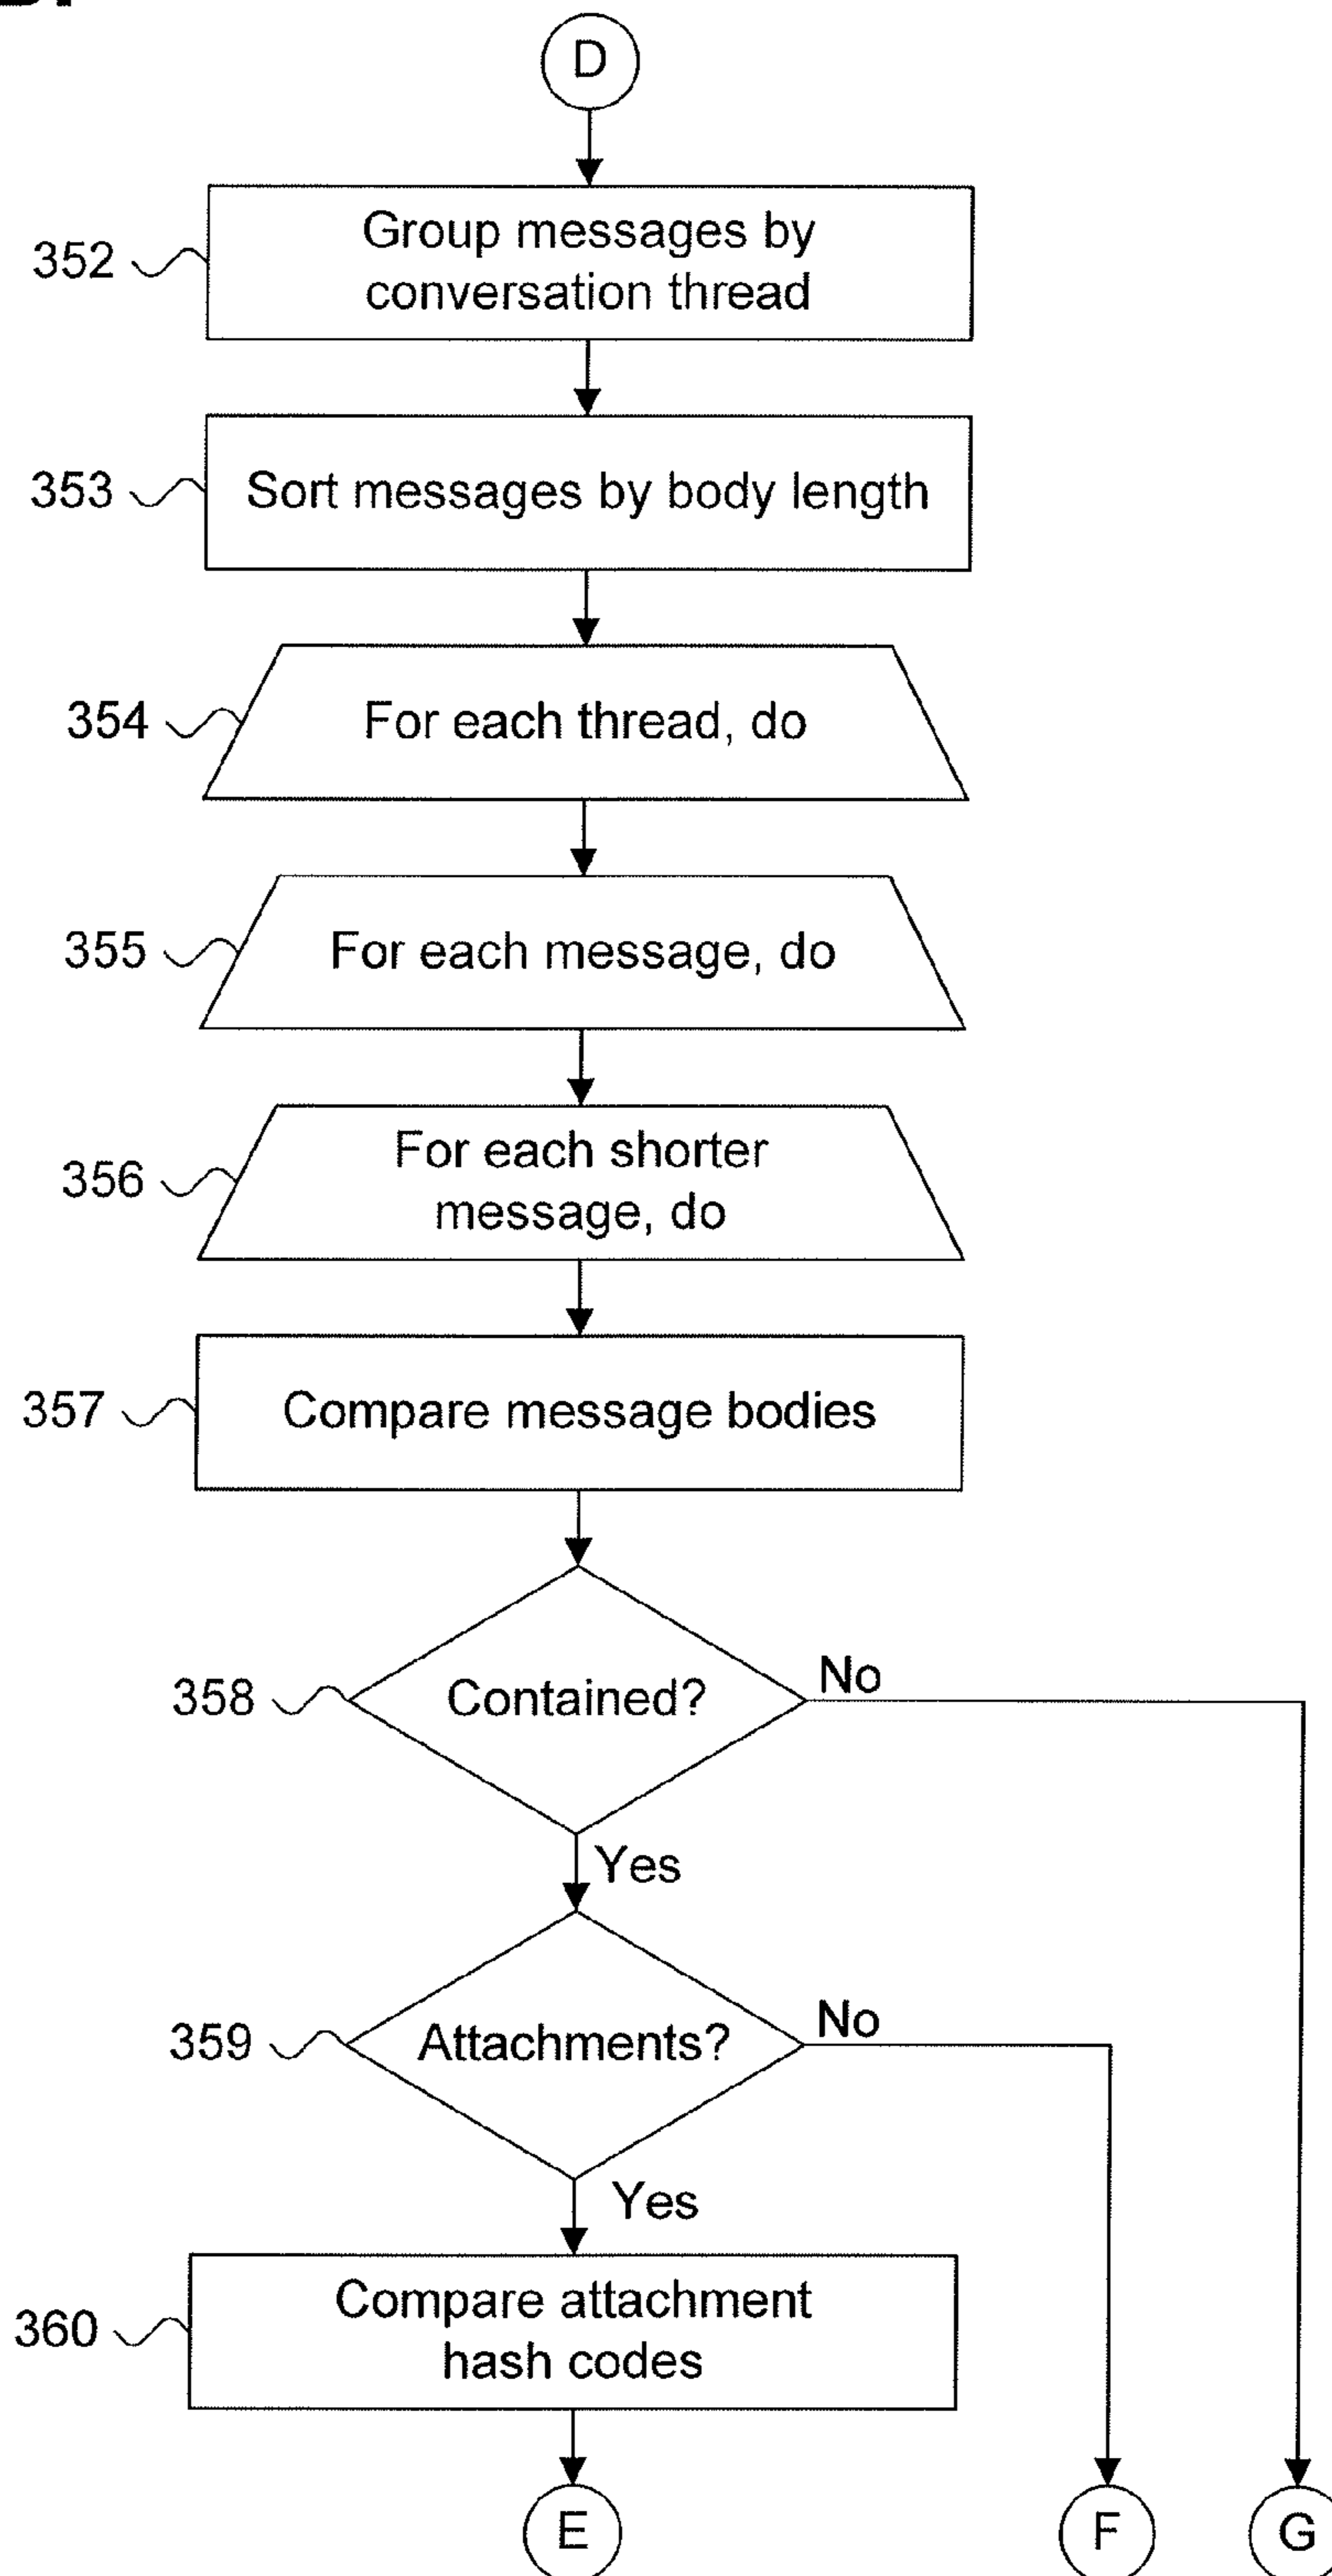 D
352
Group messages by
conversation thread
353
Sort messages by body length
354
For each thread, do
355
For each message, do
356
For each shorter
message, do
357
Compare message bodies
358
Contained?
No
Yes
359
Attachments?
No
Yes
360
Compare attachment
hash codes
E
F
G